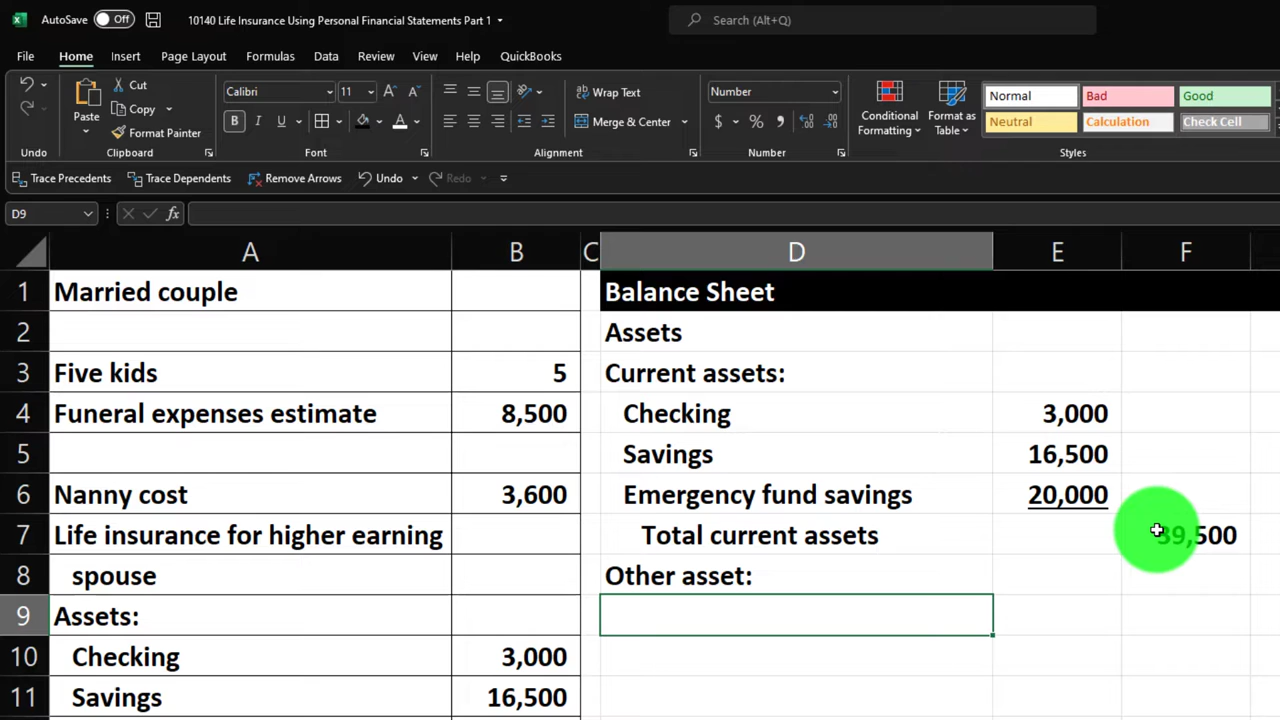 AutoSave Off 10140 Life Insurance Using Personal Financial Statements Part 1 Search (Alt+Q)
File Home Insert Page Layout Formulas Data Review View Help QuickBooks
Cut Calibri 11 Wrap Text Number Normal Bad Good
Paste Copy Format Painter B I U Merge & Center $ % Conditional Formatting Format as Table Neutral Calculation Check Cell
Undo Clipboard Font Alignment Number Styles
Trace Precedents Trace Dependents Remove Arrows Undo Redo
D9 fx
A B C D E F
1 Married couple Balance Sheet
2 Assets
3 Five kids 5 Current assets:
4 Funeral expenses estimate 8,500 Checking 3,000
5 Savings 16,500
6 Nanny cost 3,600 Emergency fund savings 20,000
7 Life insurance for higher earning Total current assets 39,500
8 spouse Other asset:
9 Assets:
10 Checking 3,000
11 Savings 16,500